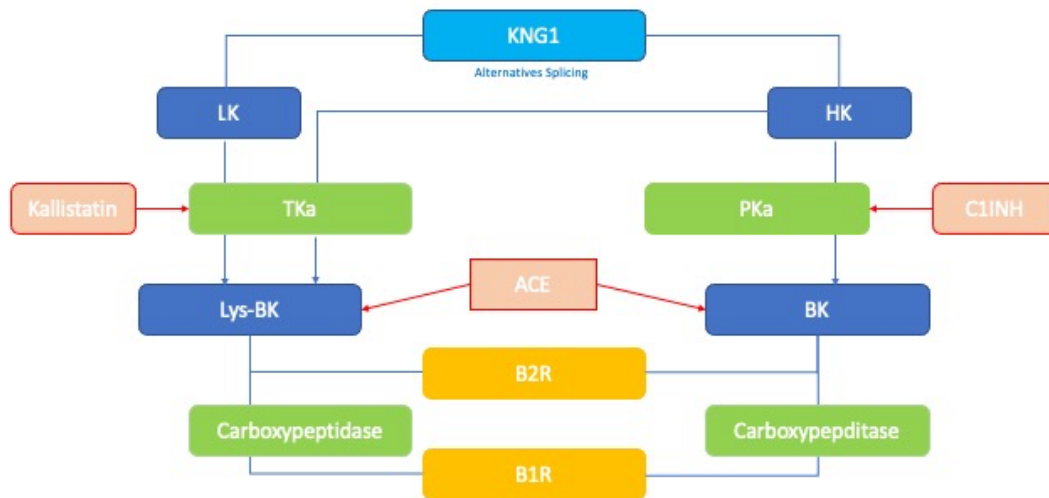 KNG1
Alternatives Splicing
LK
HK
Kallistatin
TKa
PKa
C1INH
ACE
Lys-BK
BK
B2R
Carboxypeptidase
Carboxypepditase
B1R